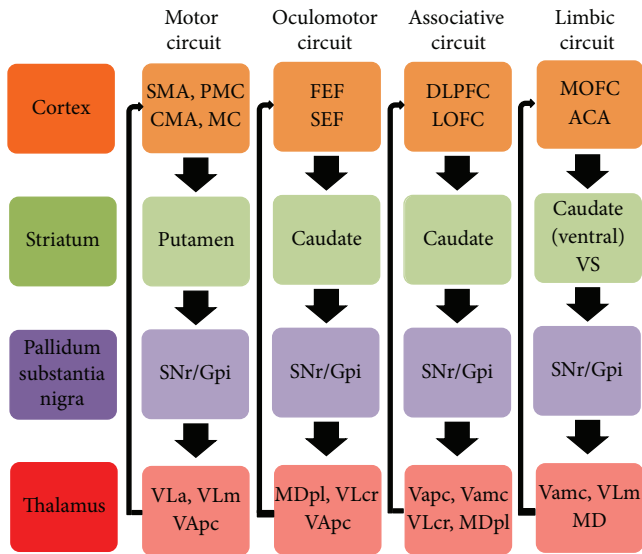 Motor
circuit
Oculomotor
circuit
Associative
circuit
Limbic
circuit
Cortex
SMA, PMC
CMA, MC
FEF
SEF
DLPFC
LOFC
MOFC
ACA
Striatum
Putamen
Caudate
Caudate
Caudate
(ventral)
VS
Pallidum
substantia
nigra
SNr/Gpi
SNr/Gpi
SNr/Gpi
SNr/Gpi
Thalamus
VLa, VLm
VApc
MDpl, VLcr
VApc
Vapc, Vamc
VLcr, MDpl
Vamc, VLm
MD